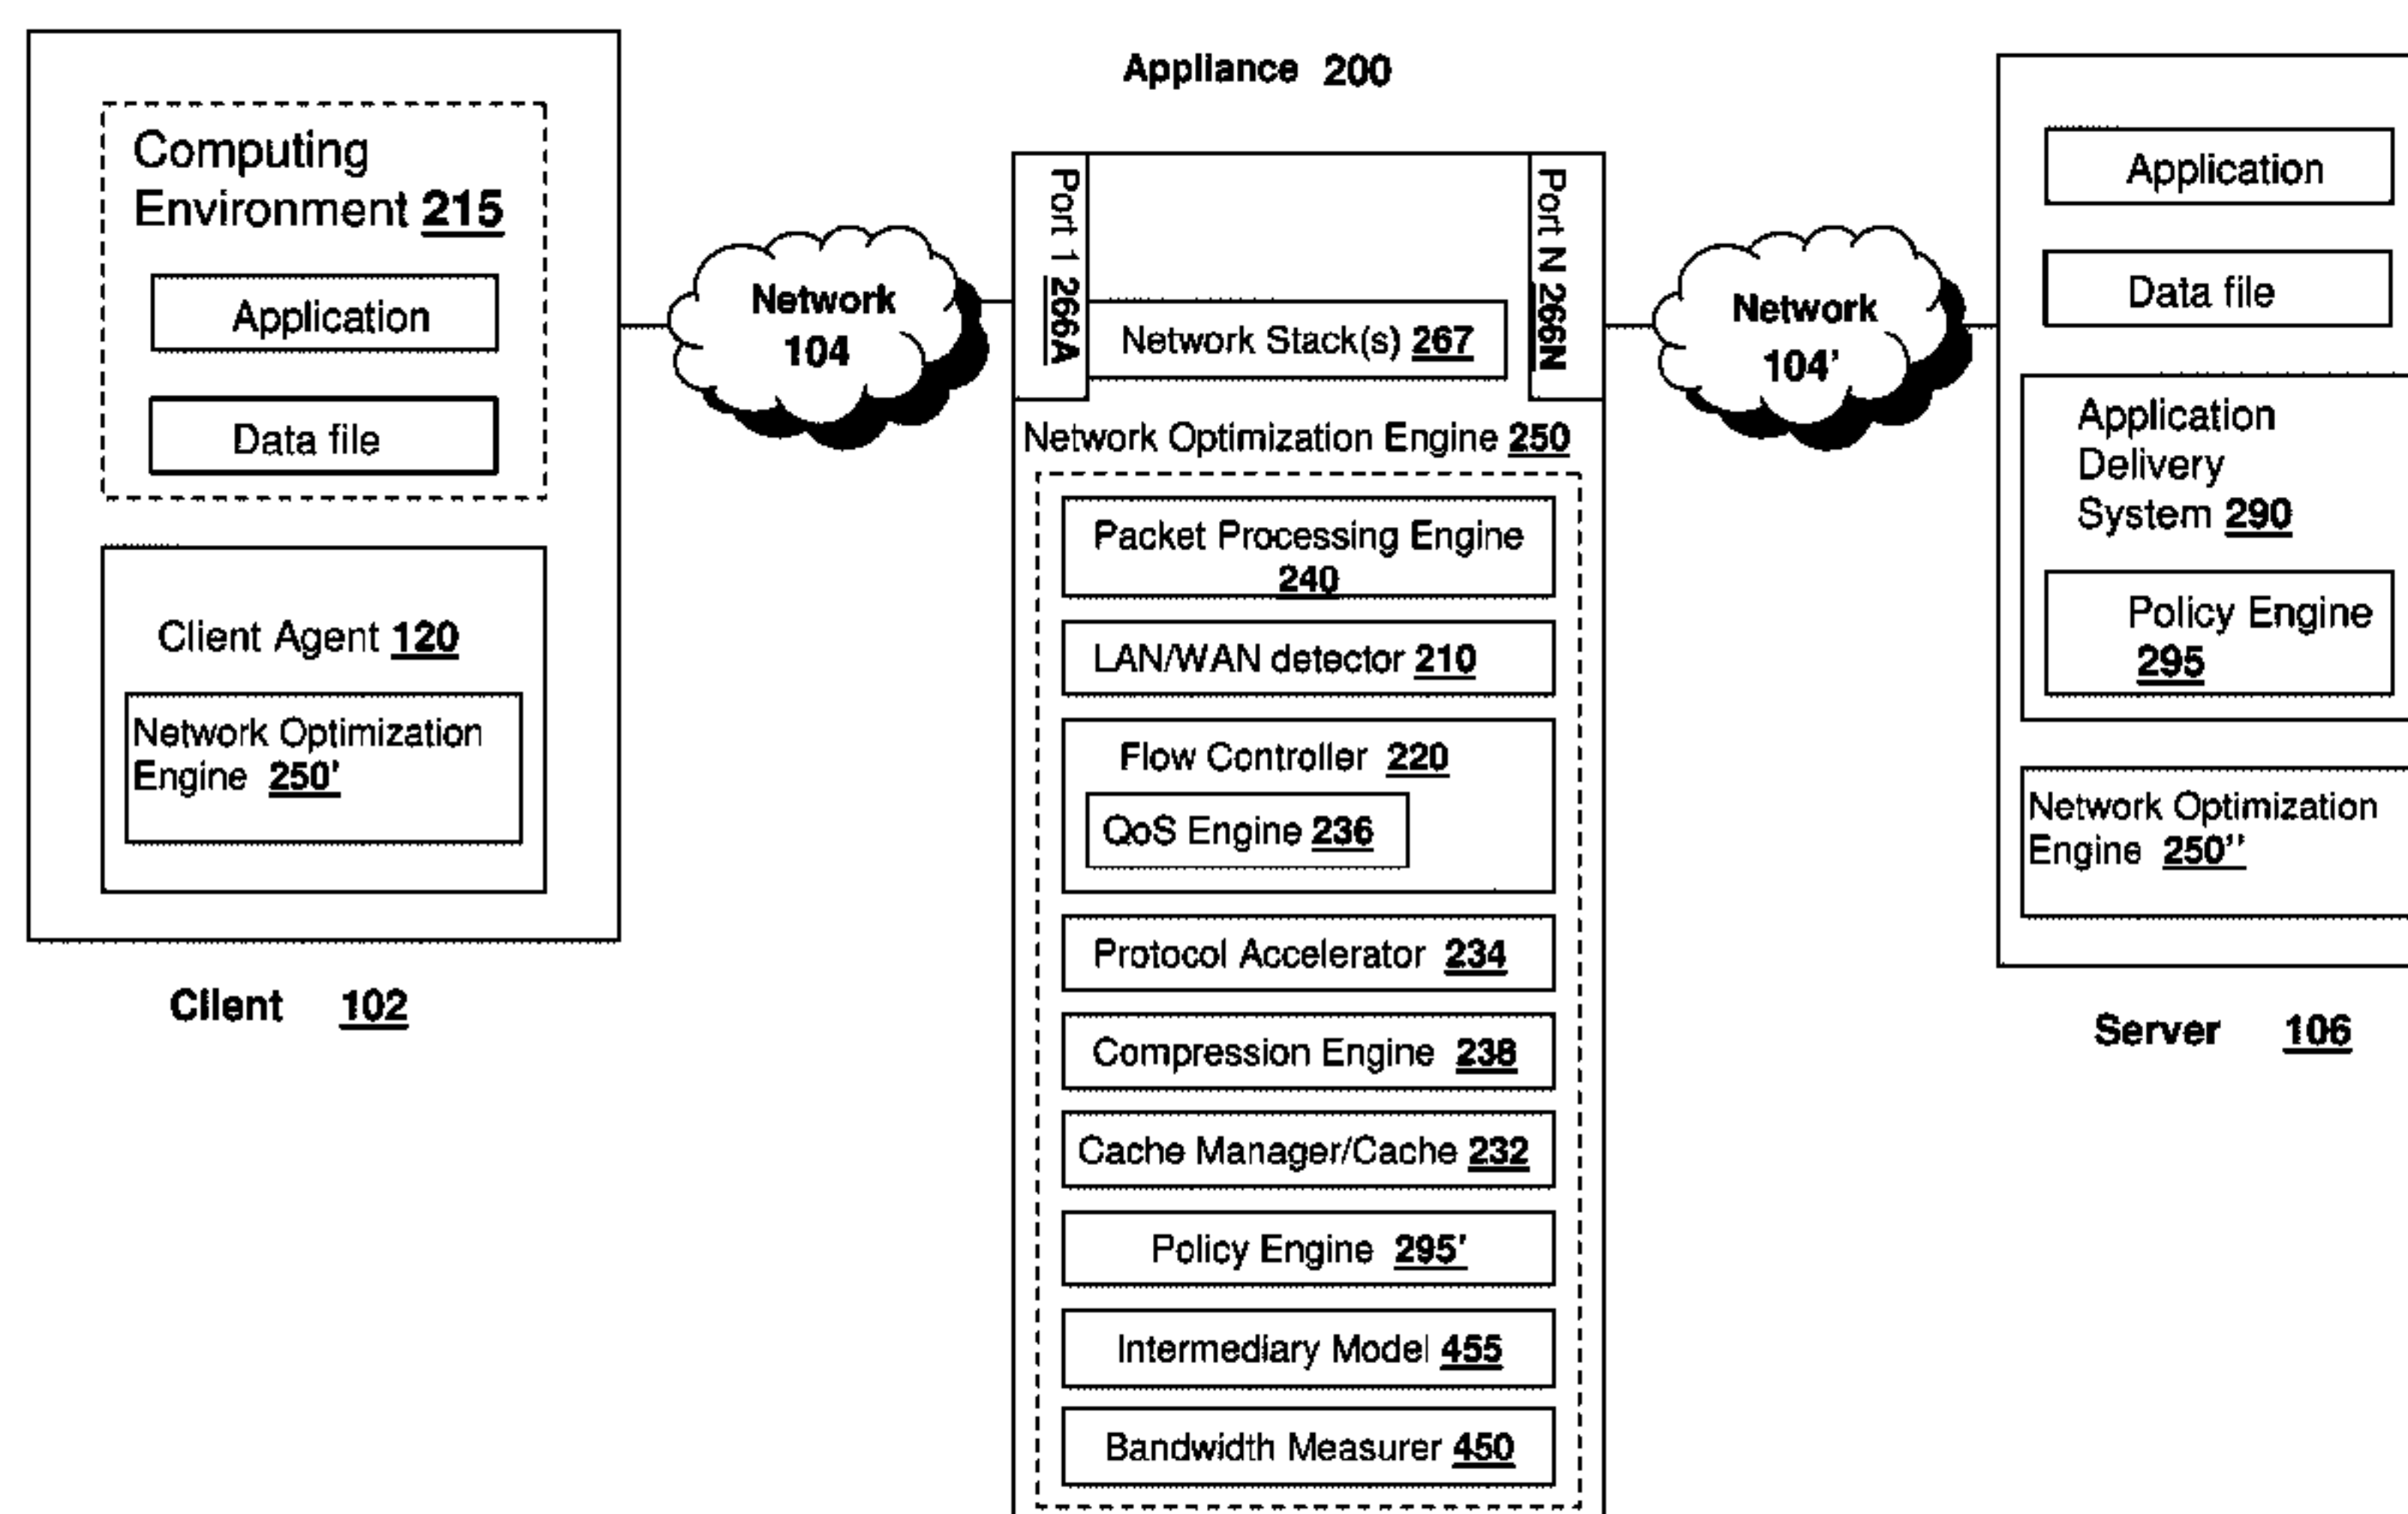 Appliance 200
Computing
Environment 215
Application
Data file
Client Agent 120
Network Optimization
Engine 250'
Client 102
Network
104
Port 1 266A
Port N 266N
Network Stack(s) 267
Network Optimization Engine 250
Packet Processing Engine
240
LAN/WAN detector 210
Flow Controller 220
QoS Engine 236
Protocol Accelerator 234
Compression Engine 238
Cache Manager/Cache 232
Policy Engine 295'
Intermediary Model 455
Bandwidth Measurer 450
Network
104'
Application
Data file
Application
Delivery
System 290
Policy Engine
295
Network Optimization
Engine 250''
Server 106